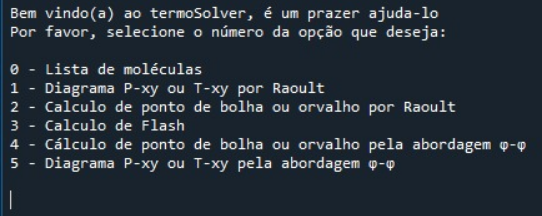 Bem vindo(a) ao termoSolver, é um prazer ajuda-lo
Por favor, selecione o número da opção que deseja:
0 - Lista de moléculas
1 - Diagrama P-xy ou T-xy por Raoult
2 - Calculo de ponto de bolha ou orvalho por Raoult
3 - Calculo de Flash
4 - Cálculo de ponto de bolha ou orvalho pela abordagem φ-φ
5 - Diagrama P-xy ou T-xy pela abordagem φ-φ